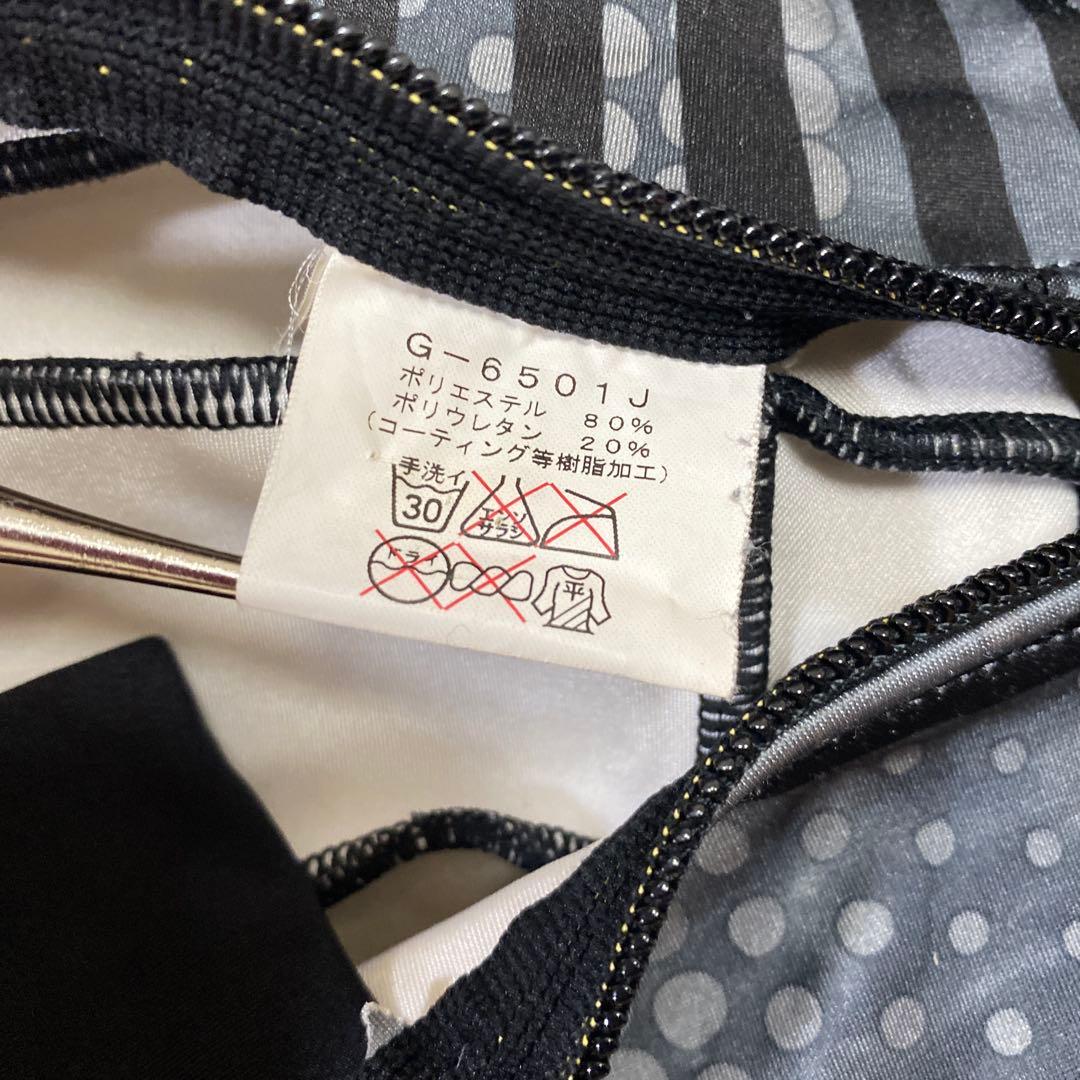 G-6501J
ポリエステル 80%
ポリウレタン 20%
(コーティング等樹脂加工)
手洗イ
30
エンソ
サラシ
ドライ
平